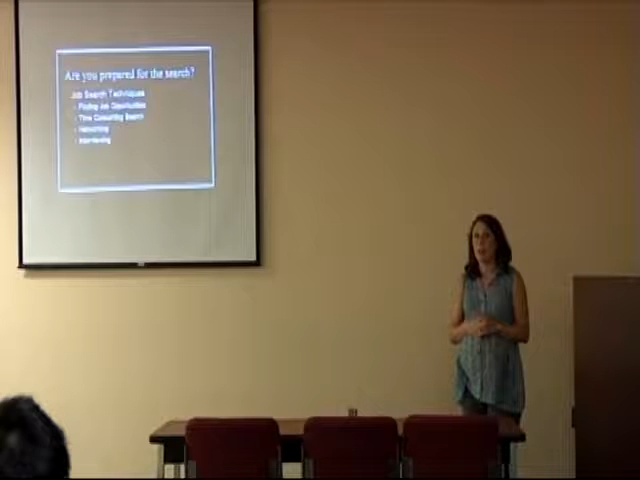 Are you prepared for the search?
Job Search Techniques
- Finding Job Opportunities
- Time Consuming Search
- Networking
- Interviewing